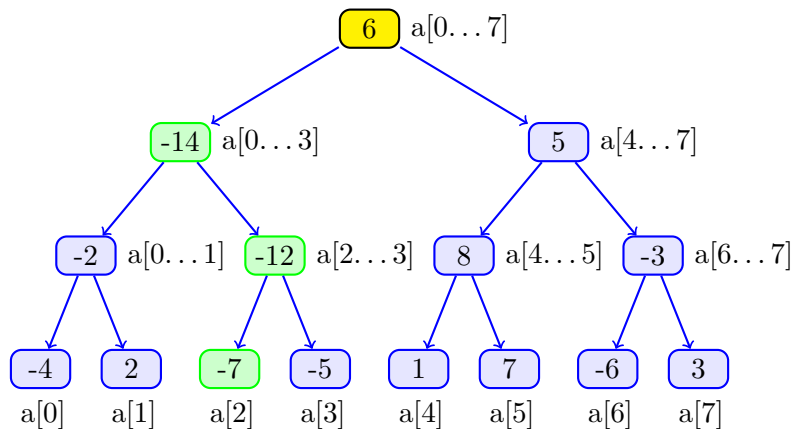 6 a[0...7]
-14 a[0...3] 5 a[4...7]
-2 a[0...1] -12 a[2...3] 8 a[4...5] -3 a[6...7]
-4 2 -7 -5 1 7 -6 3
a[0] a[1] a[2] a[3] a[4] a[5] a[6] a[7]